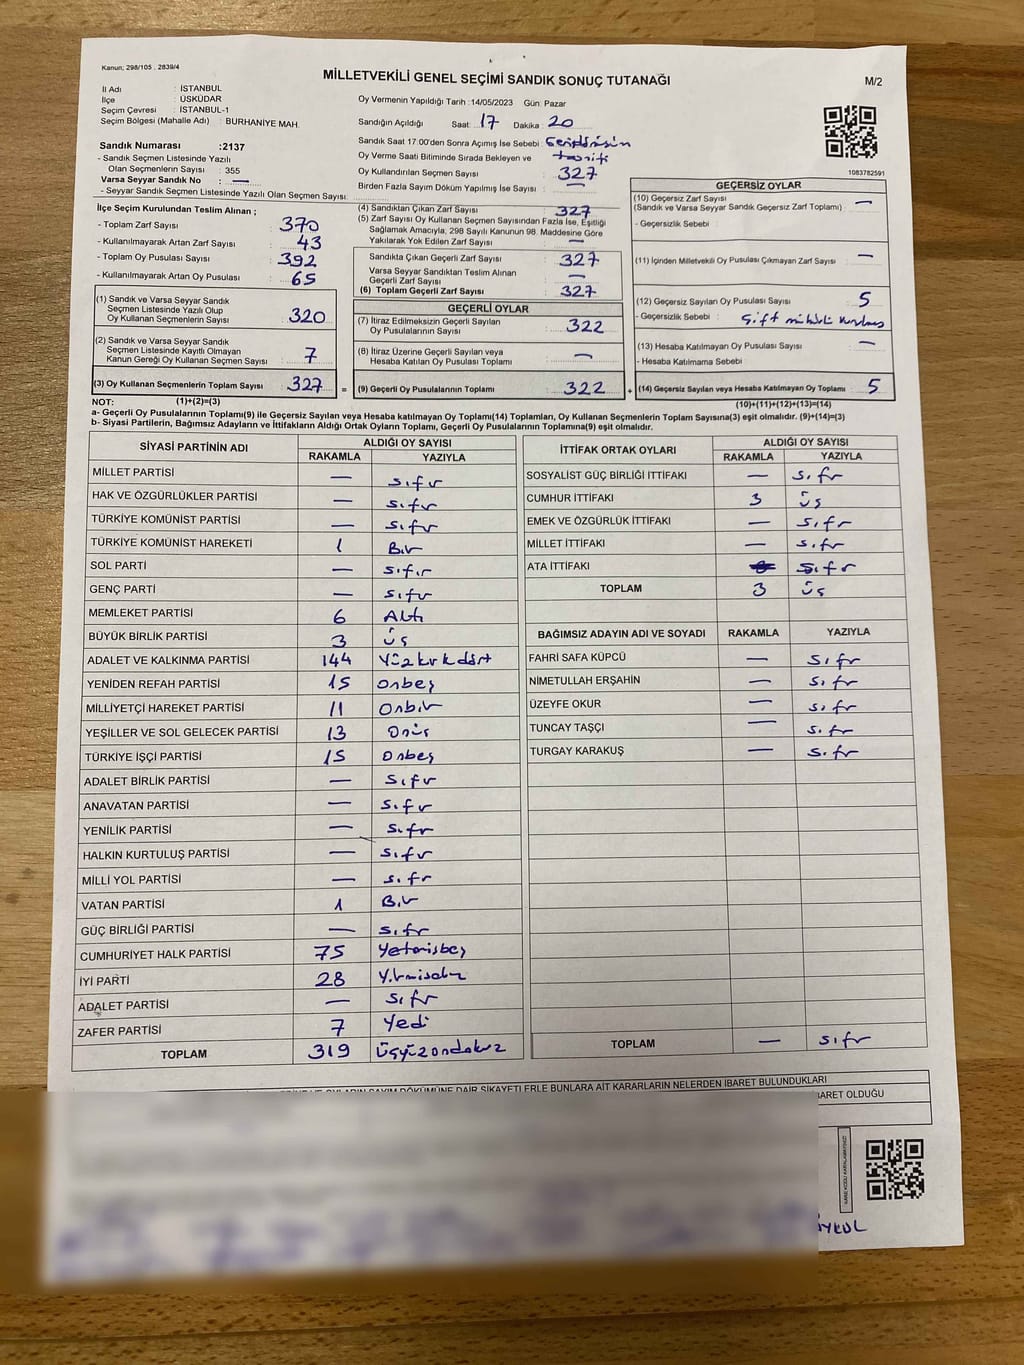 Kanun; 298/105 , 2839/4
MİLLETVEKİLİ GENEL SEÇİMİ SANDIK SONUÇ TUTANAĞI
M/2
İl Adı : İSTANBUL
İlçe : ÜSKÜDAR
Seçim Çevresi : İSTANBUL-1
Seçim Bölgesi (Mahalle Adı) : BURHANİYE MAH.
Sandık Numarası :2137
- Sandık Seçmen Listesinde Yazılı
Olan Seçmenlerin Sayısı : 355
Varsa Seyyar Sandık No : —
- Seyyar Sandık Seçmen Listesinde Yazılı Olan Seçmen Sayısı:
Oy Vermenin Yapıldığı Tarih :14/05/2023 Gün: Pazar
Sandığın Açıldığı Saat: 17 Dakika : 20
Sandık Saat 17:00'den Sonra Açımış İse Sebebi :
Oy Verme Saati Bitiminde Sırada Bekleyen ve
Oy Kullandırılan Seçmen Sayısı : 327
Birden Fazla Sayım Döküm Yapılmış İse Sayısı : —
1083782591
İlçe Seçim Kurulundan Teslim Alınan ;
- Toplam Zarf Sayısı : 370
- Kullanılmayarak Artan Zarf Sayısı : 43
- Toplam Oy Pusulası Sayısı : 392
- Kullanılmayarak Artan Oy Pusulası : 65
(4) Sandıktan Çıkan Zarf Sayısı : 327
(5) Zarf Sayısı Oy Kullanan Seçmen Sayısından Fazla İse, Eşitliği
Sağlamak Amacıyla, 298 Sayılı Kanunun 98. Maddesine Göre
Yakılarak Yok Edilen Zarf Sayısı : —
Sandıkta Çıkan Geçerli Zarf Sayısı : 327
Varsa Seyyar Sandıktan Teslim Alınan
Geçerli Zarf Sayısı : —
(6) Toplam Geçerli Zarf Sayısı : 327
GEÇERSİZ OYLAR
(10) Geçersiz Zarf Sayısı
(Sandık ve Varsa Seyyar Sandık Geçersiz Zarf Toplamı) : —
- Geçersizlik Sebebi :
(11) İçinden Milletvekili Oy Pusulası Çıkmayan Zarf Sayısı : —
(12) Geçersiz Sayılan Oy Pusulası Sayısı : 5
- Geçersizlik Sebebi : Çift mühürlü
(13) Hesaba Katılmayan Oy Pusulası Sayısı : —
- Hesaba Katılmama Sebebi
(14) Geçersiz Sayılan veya Hesaba Katılmayan Oy Toplamı : 5
(10)+(11)+(12)+(13)=(14)
(1) Sandık ve Varsa Seyyar Sandık
Seçmen Listesinde Yazılı Olup
Oy Kullanan Seçmenlerin Sayısı : 320
(2) Sandık ve Varsa Seyyar Sandık
Seçmen Listesinde Kayıtlı Olmayan
Kanun Gereği Oy Kullanan Seçmen Sayısı : 7
(3) Oy Kullanan Seçmenlerin Toplam Sayısı : 327 =
GEÇERLİ OYLAR
(7) İtiraz Edilmeksizin Geçerli Sayılan
Oy Pusulalarının Sayısı : 322
(8) İtiraz Üzerine Geçerli Sayılan veya
Hesaba Katılan Oy Pusulası Toplamı : —
(9) Geçerli Oy Pusulalarının Toplamı : 322 +
NOT: (1)+(2)=(3)
a- Geçerli Oy Pusulalarının Toplamı(9) ile Geçersiz Sayılan veya Hesaba katılmayan Oy Toplamı(14) Toplamları, Oy Kullanan Seçmenlerin Toplam Sayısına(3) eşit olmalıdır. (9)+(14)=(3)
b- Siyasi Partilerin, Bağımsız Adayların ve İttifakların Aldığı Ortak Oyların Toplamı, Geçerli Oy Pusulalarının Toplamına(9) eşit olmalıdır.
SİYASİ PARTİNİN ADI ALDIĞI OY SAYISI
RAKAMLA YAZIYLA
MİLLET PARTİSİ — sıfır
HAK VE ÖZGÜRLÜKLER PARTİSİ — sıfır
TÜRKİYE KOMÜNİST PARTİSİ — sıfır
TÜRKİYE KOMÜNİST HAREKETİ 1 Bir
SOL PARTİ — sıfır
GENÇ PARTİ — sıfır
MEMLEKET PARTİSİ 6 Altı
BÜYÜK BİRLİK PARTİSİ 3 üç
ADALET VE KALKINMA PARTİSİ 144 Yüz kırk dört
YENİDEN REFAH PARTİSİ 15 Onbeş
MİLLİYETÇİ HAREKET PARTİSİ 11 Onbir
YEŞİLLER VE SOL GELECEK PARTİSİ 13 Onüç
TÜRKİYE İŞÇİ PARTİSİ 15 Onbeş
ADALET BİRLİK PARTİSİ — sıfır
ANAVATAN PARTİSİ — sıfır
YENİLİK PARTİSİ — sıfır
HALKIN KURTULUŞ PARTİSİ — sıfır
MİLLİ YOL PARTİSİ — sıfır
VATAN PARTİSİ 1 Bir
GÜÇ BİRLİĞİ PARTİSİ — sıfır
CUMHURİYET HALK PARTİSİ 75 Yetmişbeş
İYİ PARTİ 28 Yirmisekiz
ADALET PARTİSİ — sıfır
ZAFER PARTİSİ 7 Yedi
TOPLAM 319 üçyüzondokuz
İTTİFAK ORTAK OYLARI ALDIĞI OY SAYISI
RAKAMLA YAZIYLA
SOSYALİST GÜÇ BİRLİĞİ İTTİFAKI — sıfır
CUMHUR İTTİFAKI 3 üç
EMEK VE ÖZGÜRLÜK İTTİFAKI — sıfır
MİLLET İTTİFAKI — sıfır
ATA İTTİFAKI — sıfır
TOPLAM 3 üç
BAĞIMSIZ ADAYIN ADI VE SOYADI RAKAMLA YAZIYLA
FAHRİ SAFA KÜPCÜ — sıfır
NİMETULLAH ERŞAHİN — sıfır
ÜZEYFE OKUR — sıfır
TUNCAY TAŞÇI — sıfır
TURGAY KARAKUŞ — sıfır
TOPLAM — sıfır
OYLARIN SAYIM DÖKÜMÜNE DAİR ŞİKAYETLERLE BUNLARA AİT KARARLARIN NELERDEN İBARET BULUNDUKLARI
BARET OLDUĞU